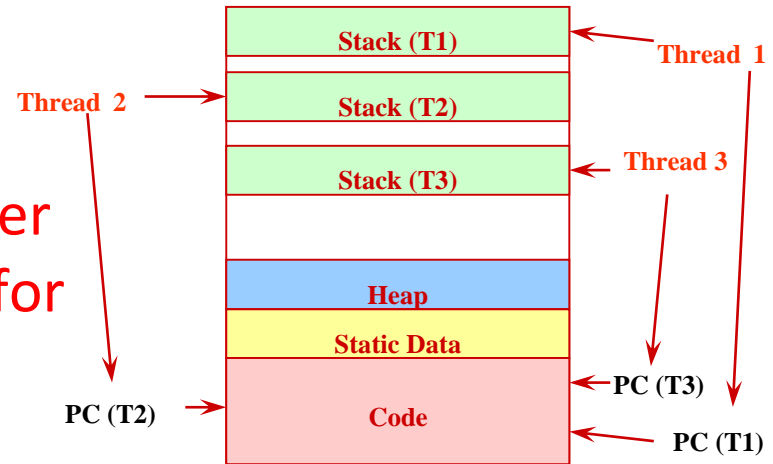 Stack (T1)
Thread 1
Thread 2
Stack (T2)
Stack (T3)
Thread 3
er
for
Heap
Static Data
PC (T3)
PC (T2)
Code
PC (T1)